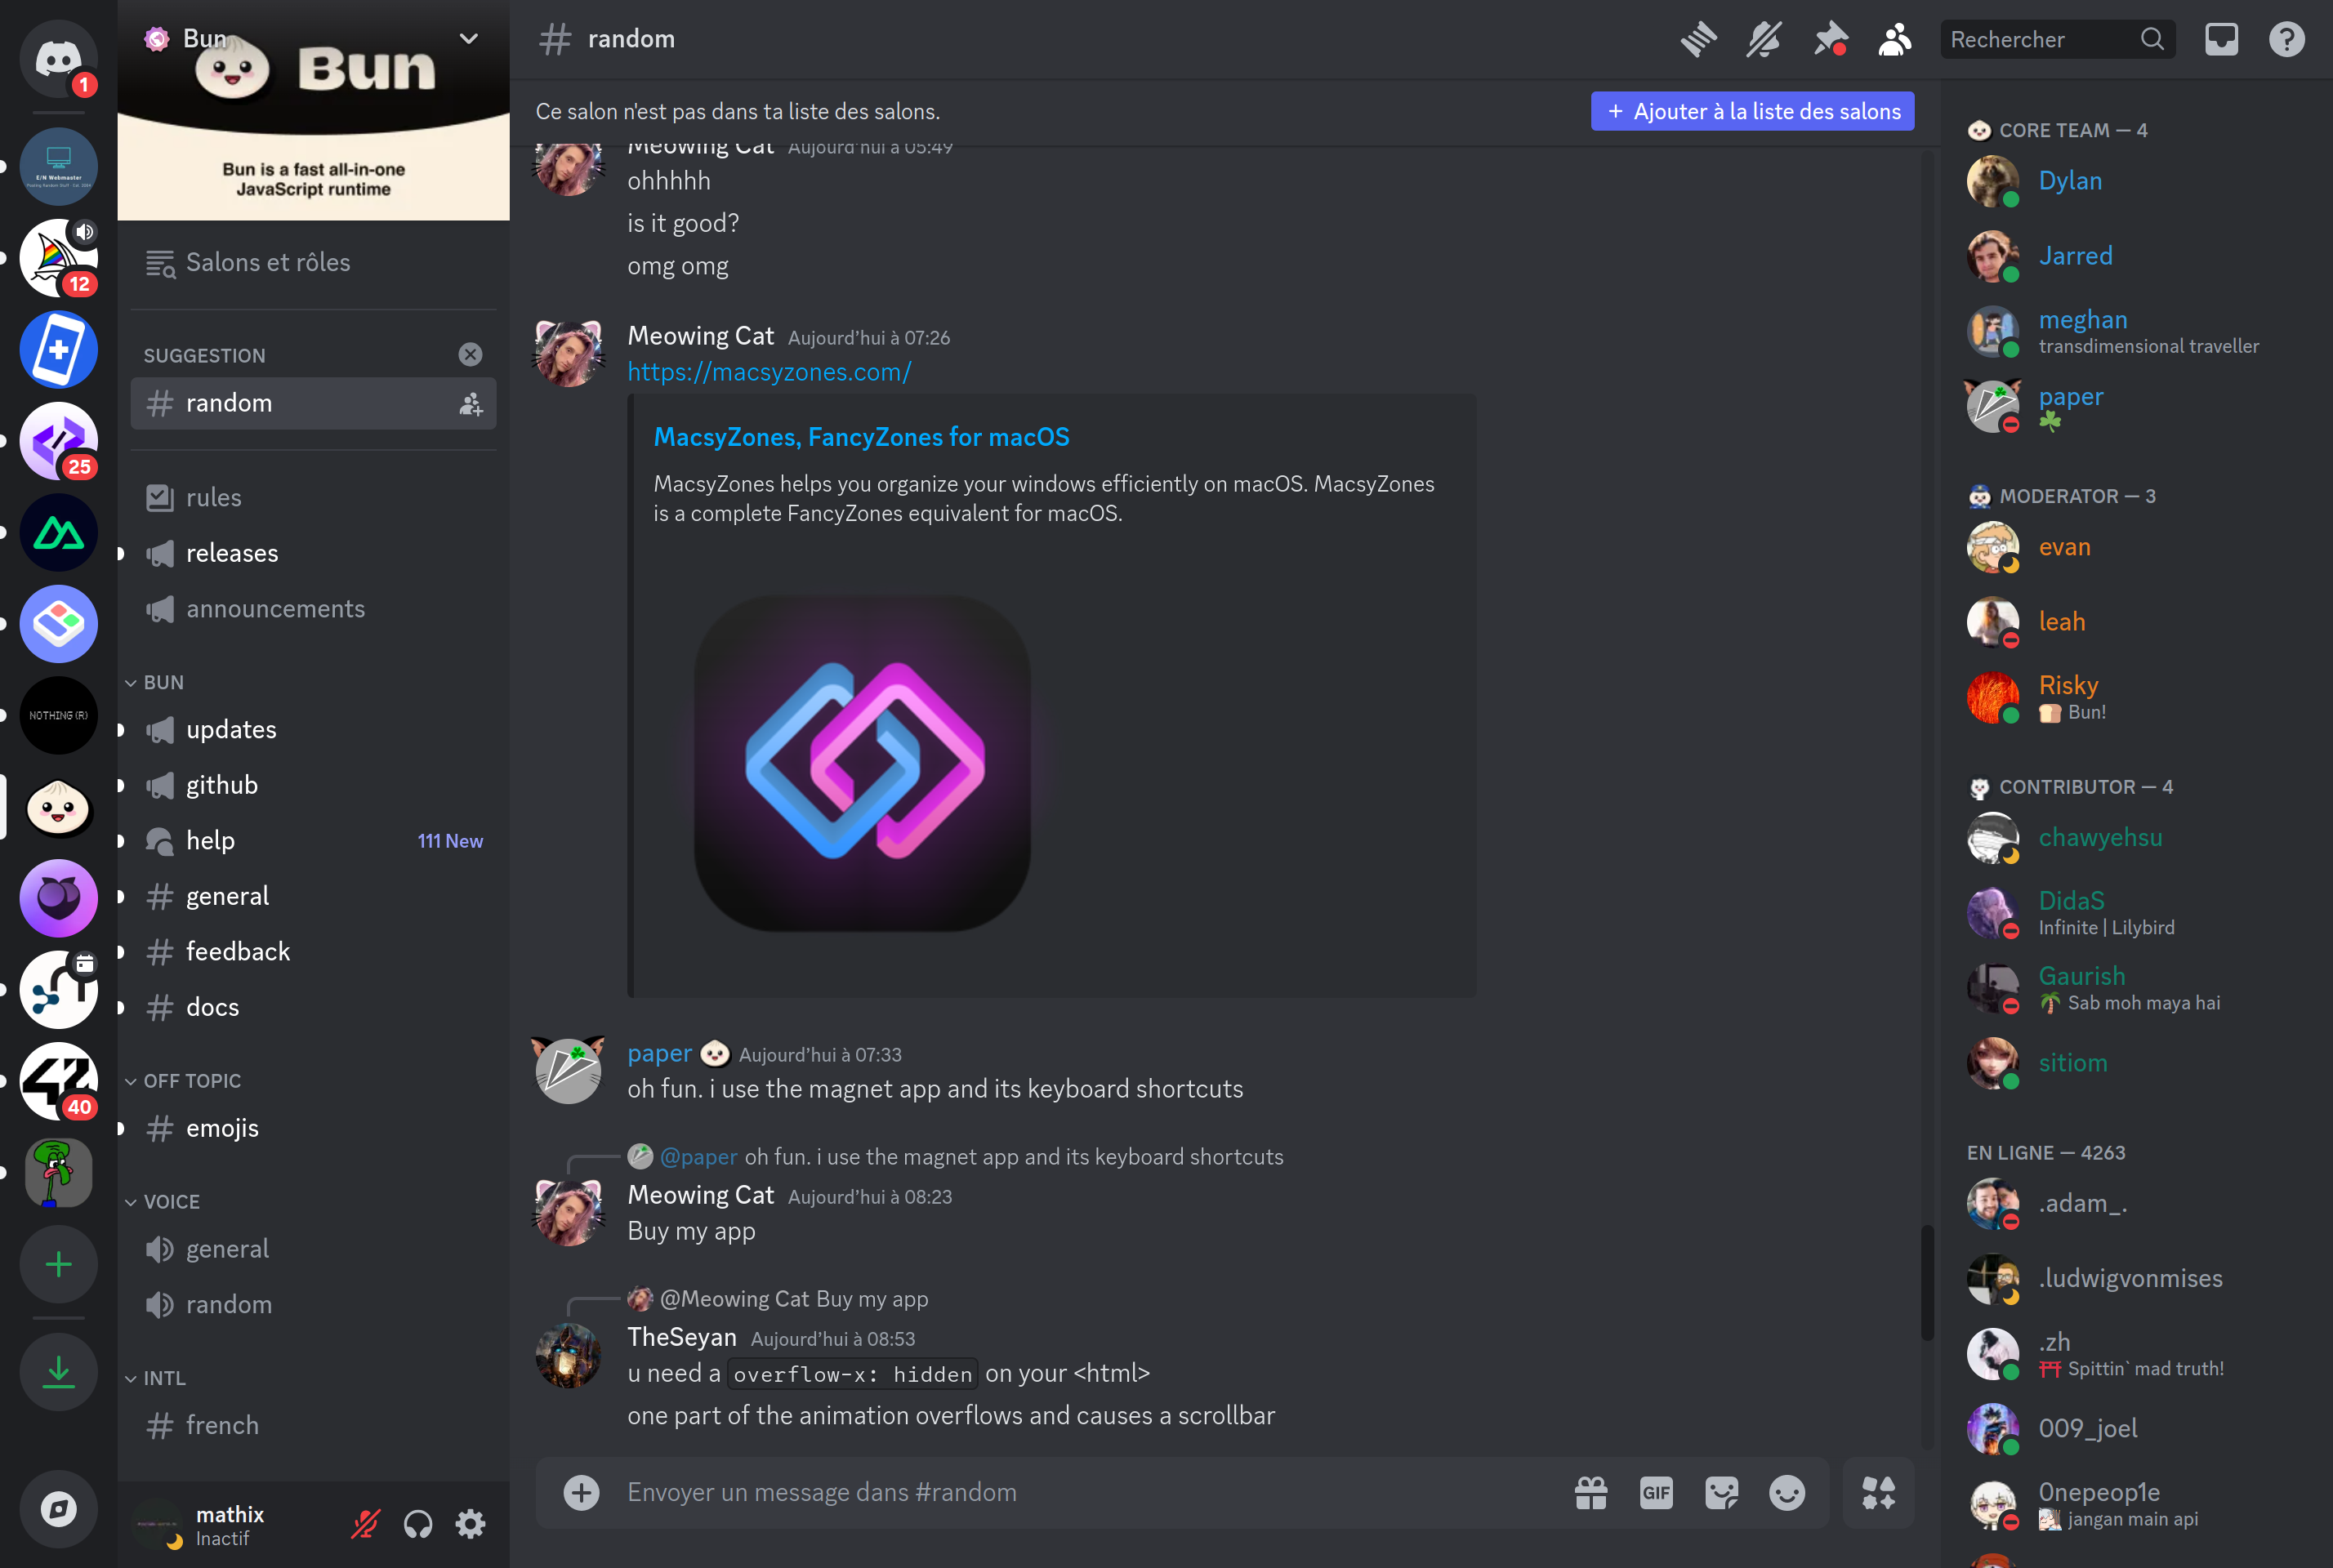 1
E/N Webmaster
12
25
NOTHING (R)
40
Bun
Bun
Bun is a fast all-in-one
JavaScript runtime
Salons et rôles
SUGGESTION
random
rules
releases
announcements
BUN
updates
github
help
111 New
general
feedback
docs
OFF TOPIC
emojis
VOICE
general
random
INTL
french
mathix
Inactif
random
Rechercher
Ce salon n'est pas dans ta liste des salons.
+ Ajouter à la liste des salons
Meowing Cat Aujourd'hui à 05:49
ohhhhh
is it good?
omg omg
Meowing Cat Aujourd'hui à 07:26
https://macsyzones.com/
MacsyZones, FancyZones for macOS
MacsyZones helps you organize your windows efficiently on macOS. MacsyZones
is a complete FancyZones equivalent for macOS.
paper Aujourd'hui à 07:33
oh fun. i use the magnet app and its keyboard shortcuts
@paper oh fun. i use the magnet app and its keyboard shortcuts
Meowing Cat Aujourd'hui à 08:23
Buy my app
@Meowing Cat Buy my app
TheSeyan Aujourd'hui à 08:53
u need a overflow-x: hidden on your <html>
one part of the animation overflows and causes a scrollbar
Envoyer un message dans #random
GIF
CORE TEAM — 4
Dylan
Jarred
meghan
transdimensional traveller
paper
MODERATOR — 3
evan
leah
Risky
Bun!
CONTRIBUTOR — 4
chawyehsu
DidaS
Infinite | Lilybird
Gaurish
Sab moh maya hai
sitiom
EN LIGNE — 4263
.adam_.
.ludwigvonmises
.zh
Spittin` mad truth!
009_joel
0nepeop1e
jangan main api